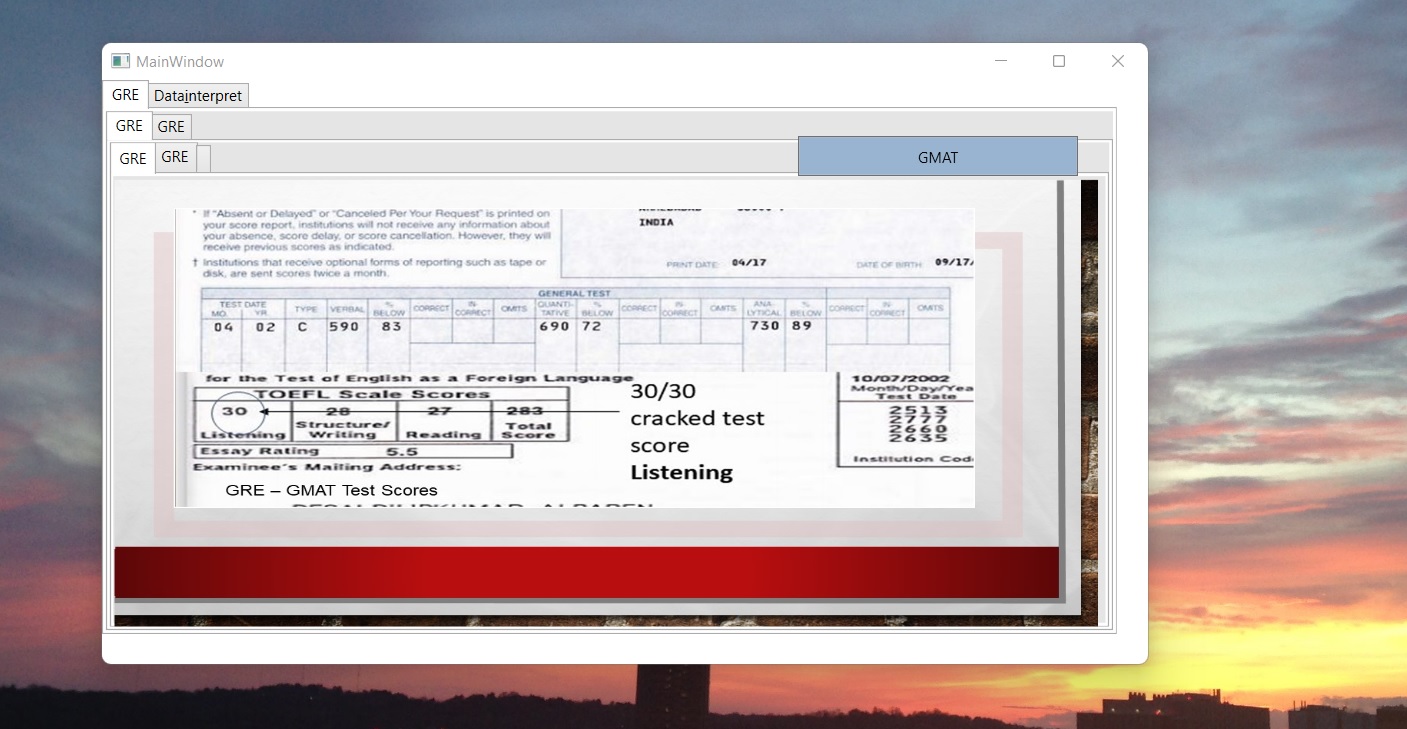 MainWindow
GRE Datainterpret
GRE GRE
GRE GRE GMAT
* If "Absent or Delayed" or "Canceled Per Your Request" is printed on
your score report, institutions will not receive any information about
your absence, score delay, or score cancellation. However, they will
receive previous scores as indicated.
† Institutions that receive optional forms of reporting such as tape or
disk, are sent scores twice a month.
INDIA
PRINT DATE: 04/17 DATE OF BIRTH: 09/17/
GENERAL TEST
TEST DATE
MO. YR. TYPE VERBAL % BELOW CORRECT IN-CORRECT OMITS QUANTI-TATIVE % BELOW CORRECT IN-CORRECT OMITS ANA-LYTICAL % BELOW CORRECT IN-CORRECT OMITS
04 02 C 590 83 690 72 730 89
for the Test of English as a Foreign Language
TOEFL Scale Scores
30 28 27 283
Listening Structure/Writing Reading Total Score
Essay Rating 5.5
Examinee's Mailing Address:
GRE – GMAT Test Scores
30/30
cracked test
score
Listening
10/07/2002
Month/Day/Yea
Test Date
2513
2777
2660
2635
Institution Cod